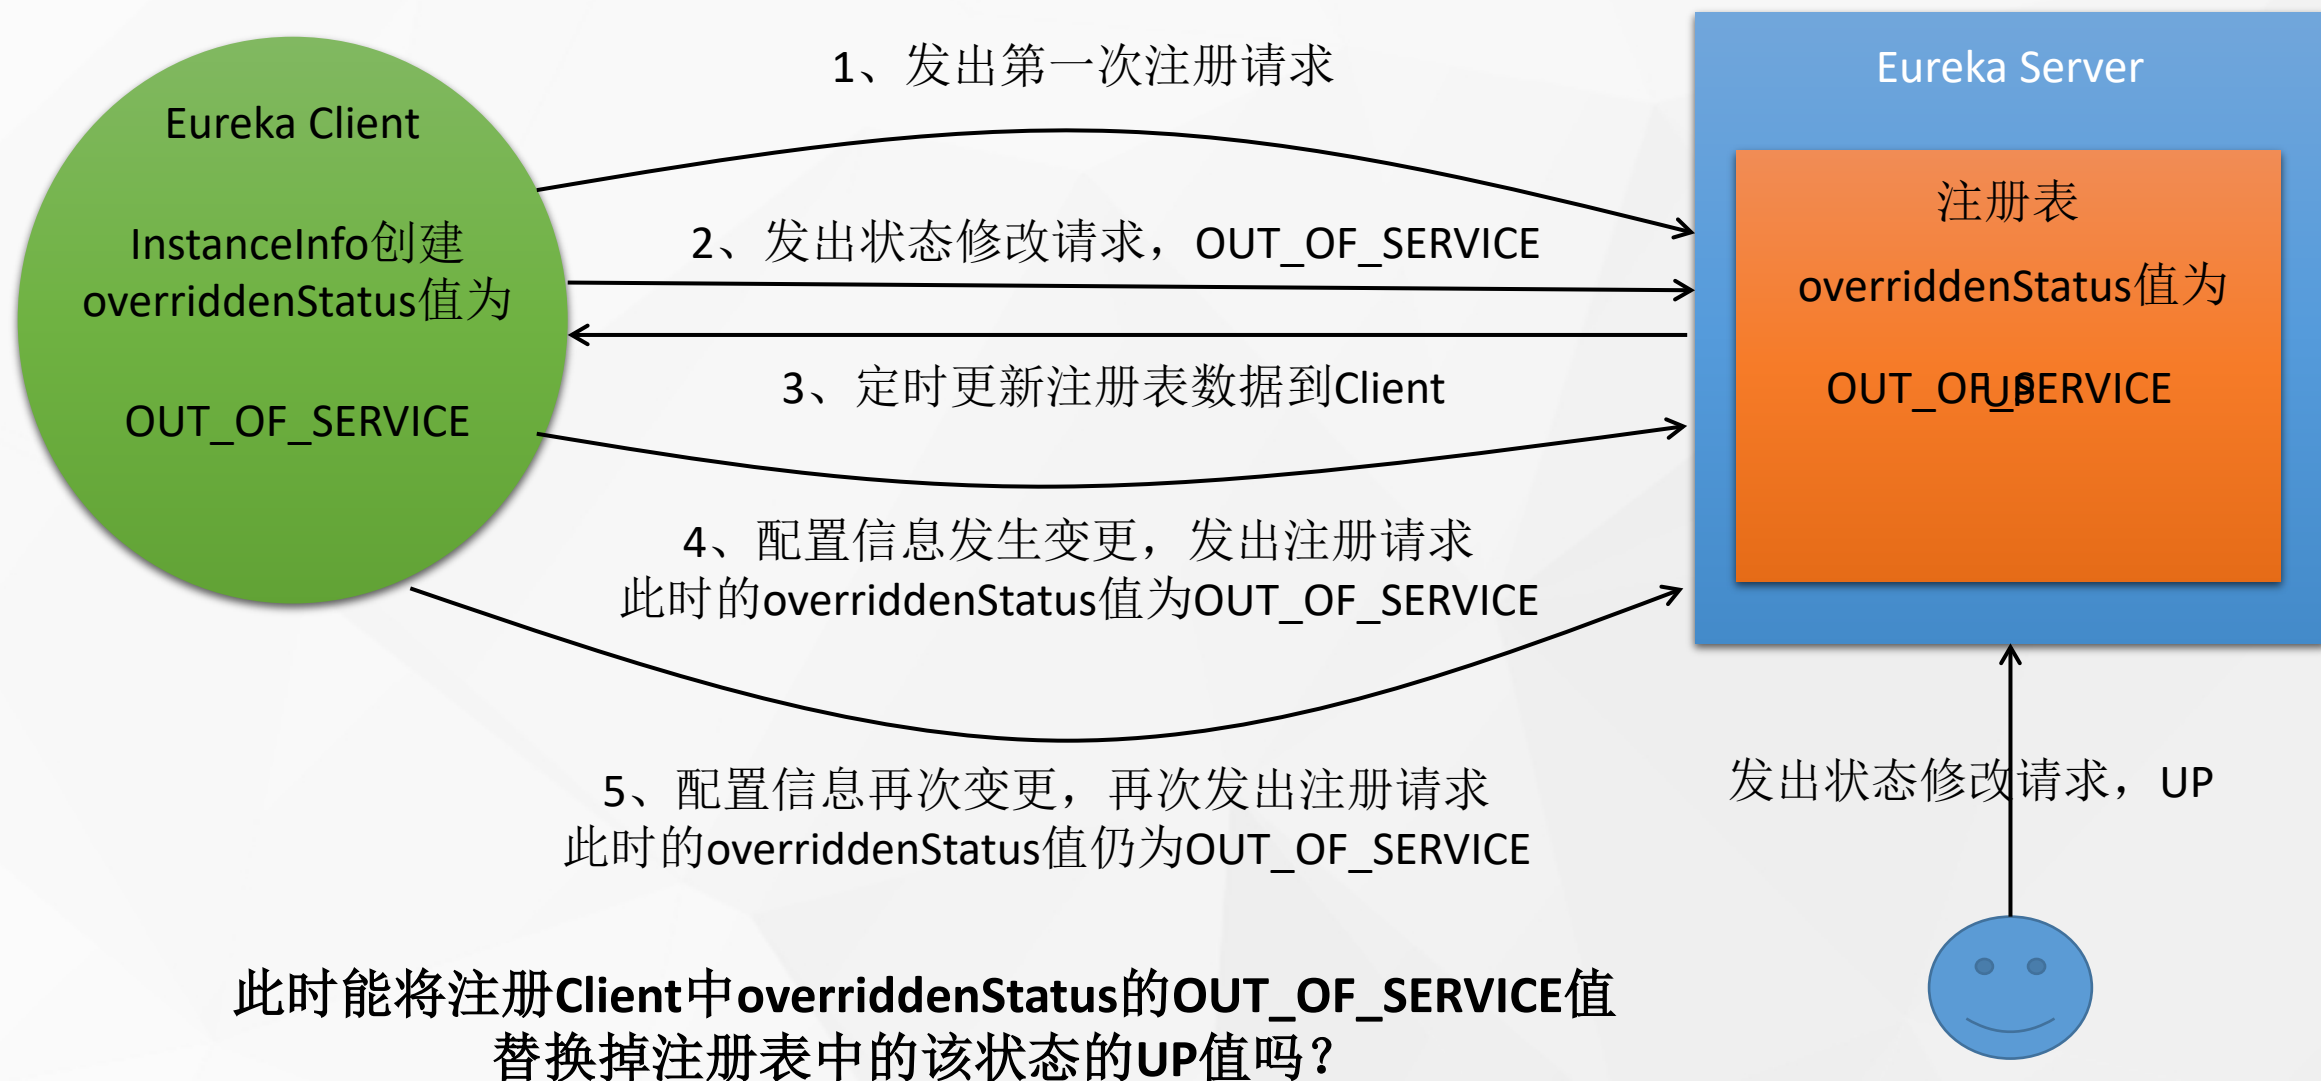 Eureka Client
InstanceInfo创建
overriddenStatus值为
OUT_OF_SERVICE
1、发出第一次注册请求
2、发出状态修改请求，OUT_OF_SERVICE
3、定时更新注册表数据到Client
4、配置信息发生变更，发出注册请求
此时的overriddenStatus值为OUT_OF_SERVICE
5、配置信息再次变更，再次发出注册请求
此时的overriddenStatus值仍为OUT_OF_SERVICE
Eureka Server
注册表
overriddenStatus值为
OUT_OF_SERVICE
UP
发出状态修改请求，UP
此时能将注册Client中overriddenStatus的OUT_OF_SERVICE值
替换掉注册表中的该状态的UP值吗？